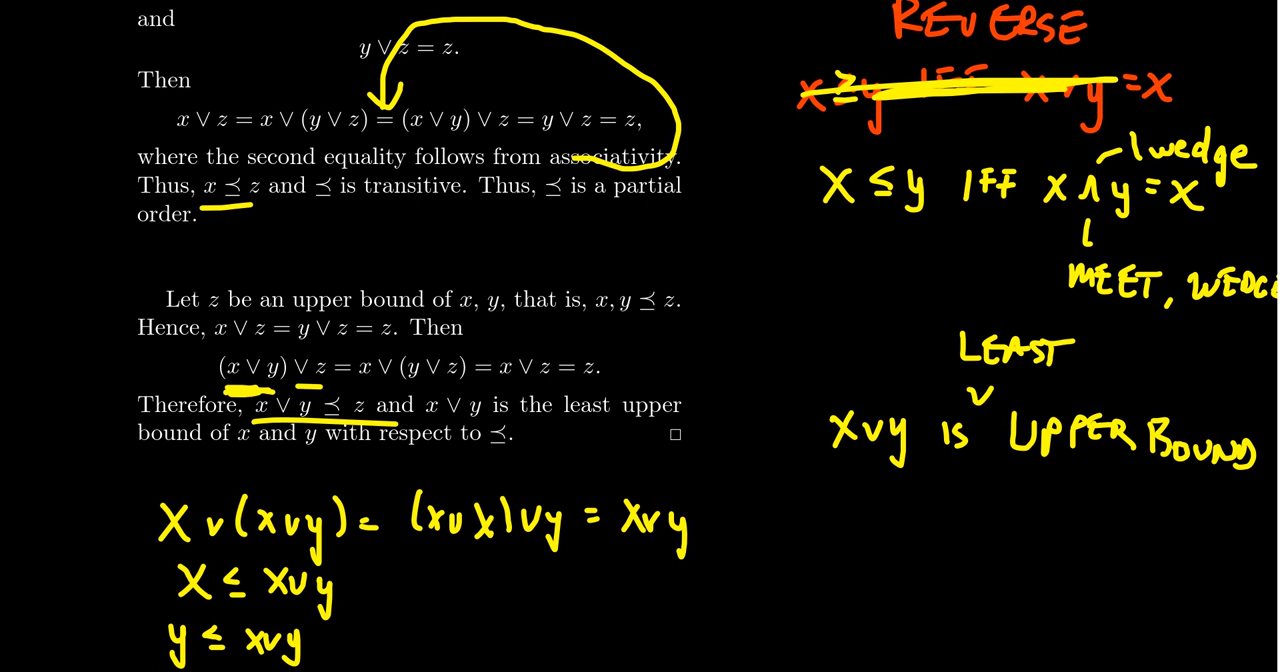 and
y ∨ z = z.
Then
x ∨ z = x ∨ (y ∨ z) = (x ∨ y) ∨ z = y ∨ z = z,
where the second equality follows from associativity.
Thus, x ⪯ z and ⪯ is transitive. Thus, ⪯ is a partial
order.
Let z be an upper bound of x, y, that is, x, y ⪯ z.
Hence, x ∨ z = y ∨ z = z. Then
(x ∨ y) ∨ z = x ∨ (y ∨ z) = x ∨ z = z.
Therefore, x ∨ y ⪯ z and x ∨ y is the least upper
bound of x and y with respect to ⪯. □
X ∨ (x ∨ y) = (x ∨ x) ∨ y = x ∨ y
X ≤ x ∨ y
y ≤ x ∨ y
REVERSE
x ≥ y IFF x ∧ y = x
\wedge
X ≤ y IFF x ∧ y = x
MEET, WEDGE
LEAST
X ∨ y is ∨ UPPER BOUND